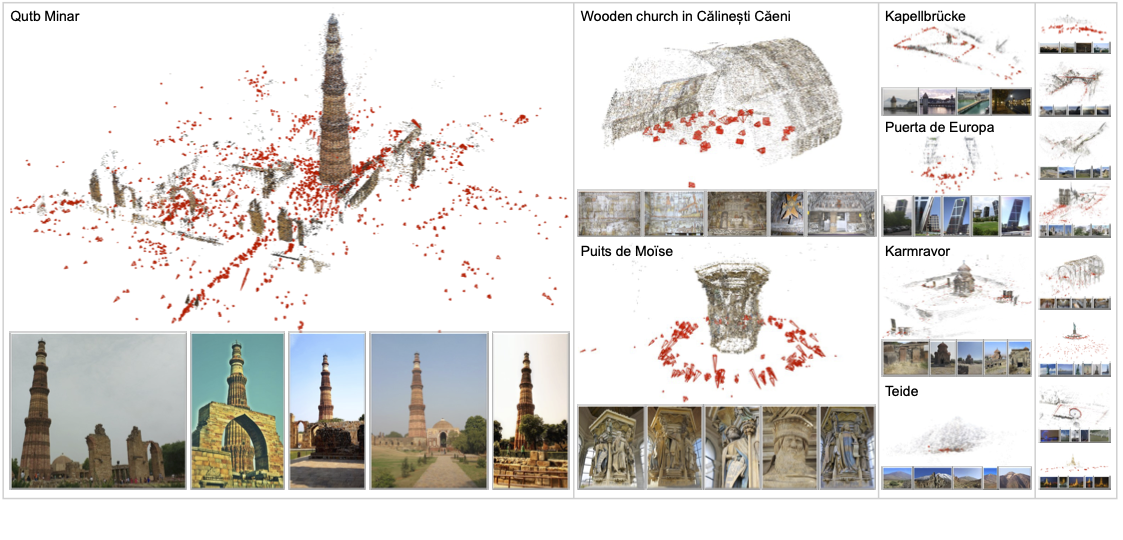 Qutb Minar
Wooden church in Călinești Căeni
Puits de Moïse
Kapellbrücke
Puerta de Europa
Karmravor
Teide